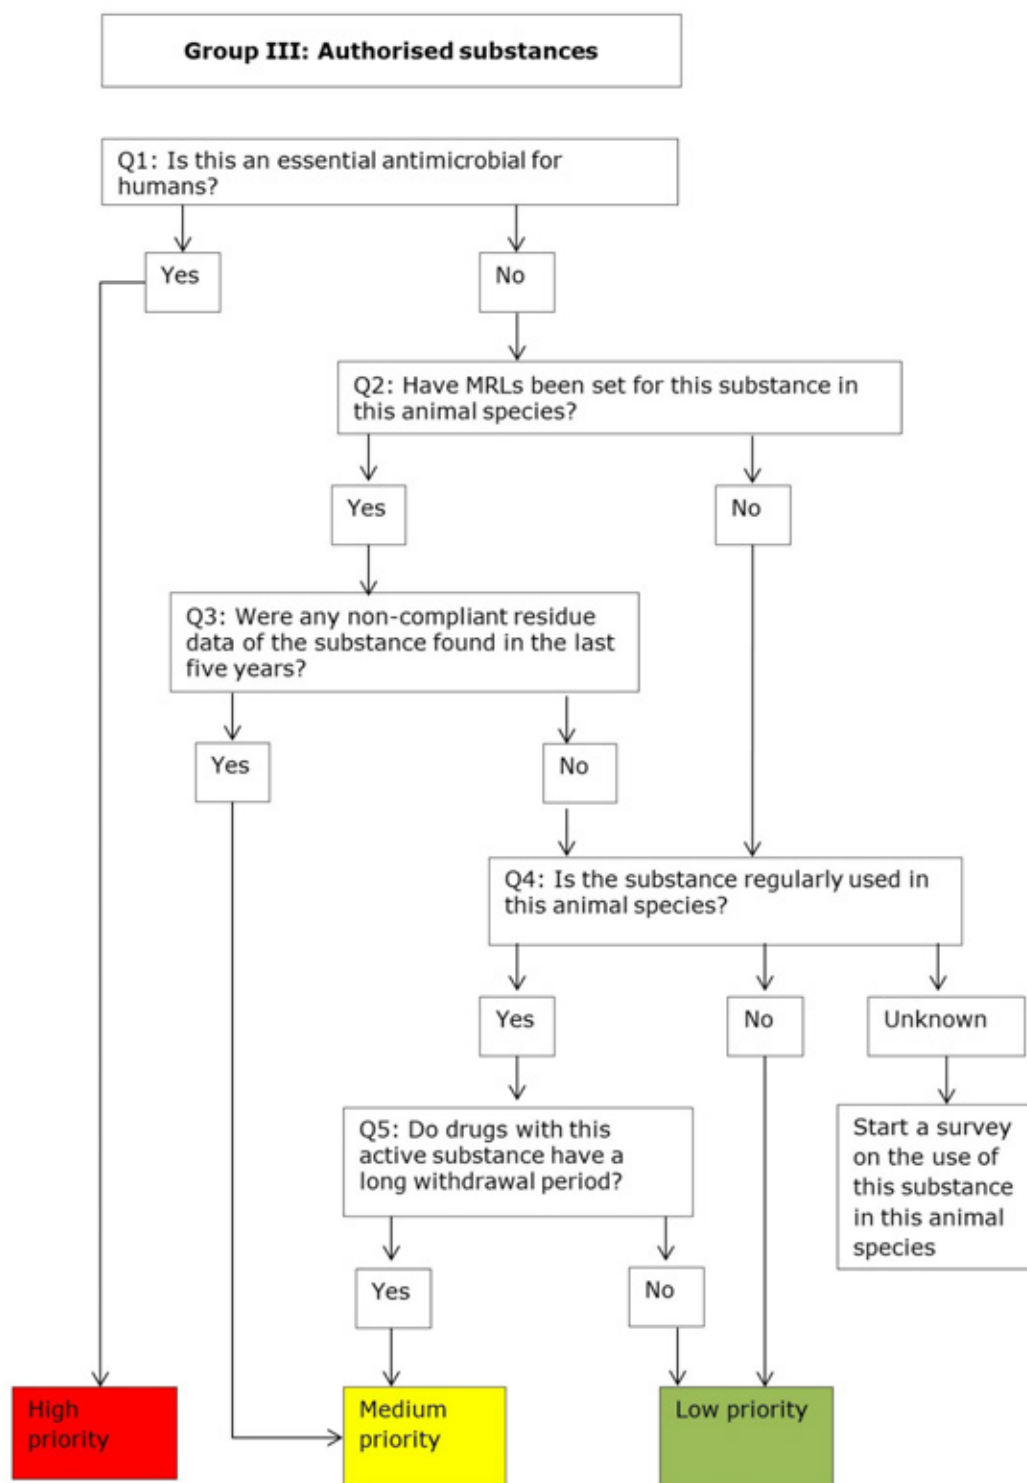 Group III: Authorised substances
Q1: Is this an essential antimicrobial for
humans?
Yes
No
Q2: Have MRLs been set for this substance in
this animal species?
Yes
No
Q3: Were any non-compliant residue
data of the substance found in the last
five years?
Yes
No
Q4: Is the substance regularly used in
this animal species?
Yes
No
Unknown
Q5: Do drugs with this
active substance have a
long withdrawal period?
Start a survey
on the use of
this substance
in this animal
species
Yes
No
High
priority
Medium
priority
Low priority